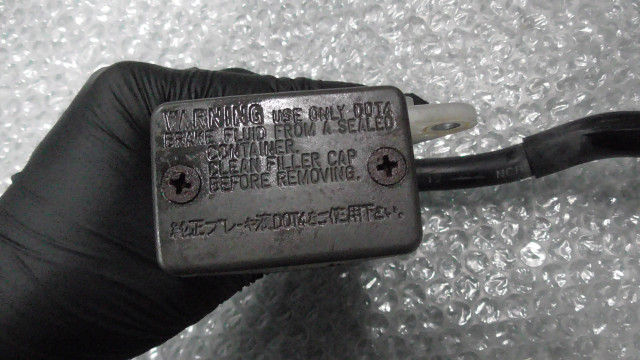 WARNING USE ONLY DOT4
BRAKE FLUID FROM A SEALED
CONTAINER.
CLEAN FILLER CAP
BEFORE REMOVING.
純正ブレーキ液DOT4をご使用下さい。